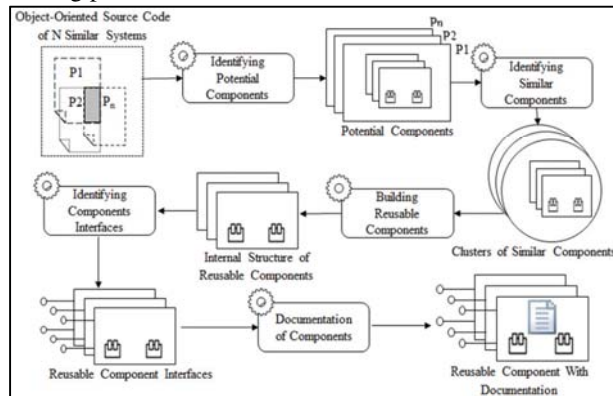 Object-Oriented Source Code
of N Similar Systems
P1
P2
Pn
Identifying
Potential
Components
Pn
P2
P1
Potential Components
Identifying
Similar
Components
Clusters of Similar Components
Building
Reusable
Components
Internal Structure of
Reusable Components
Identifying
Components
Interfaces
Reusable Component Interfaces
Documentation
of Components
Reusable Component With
Documentation